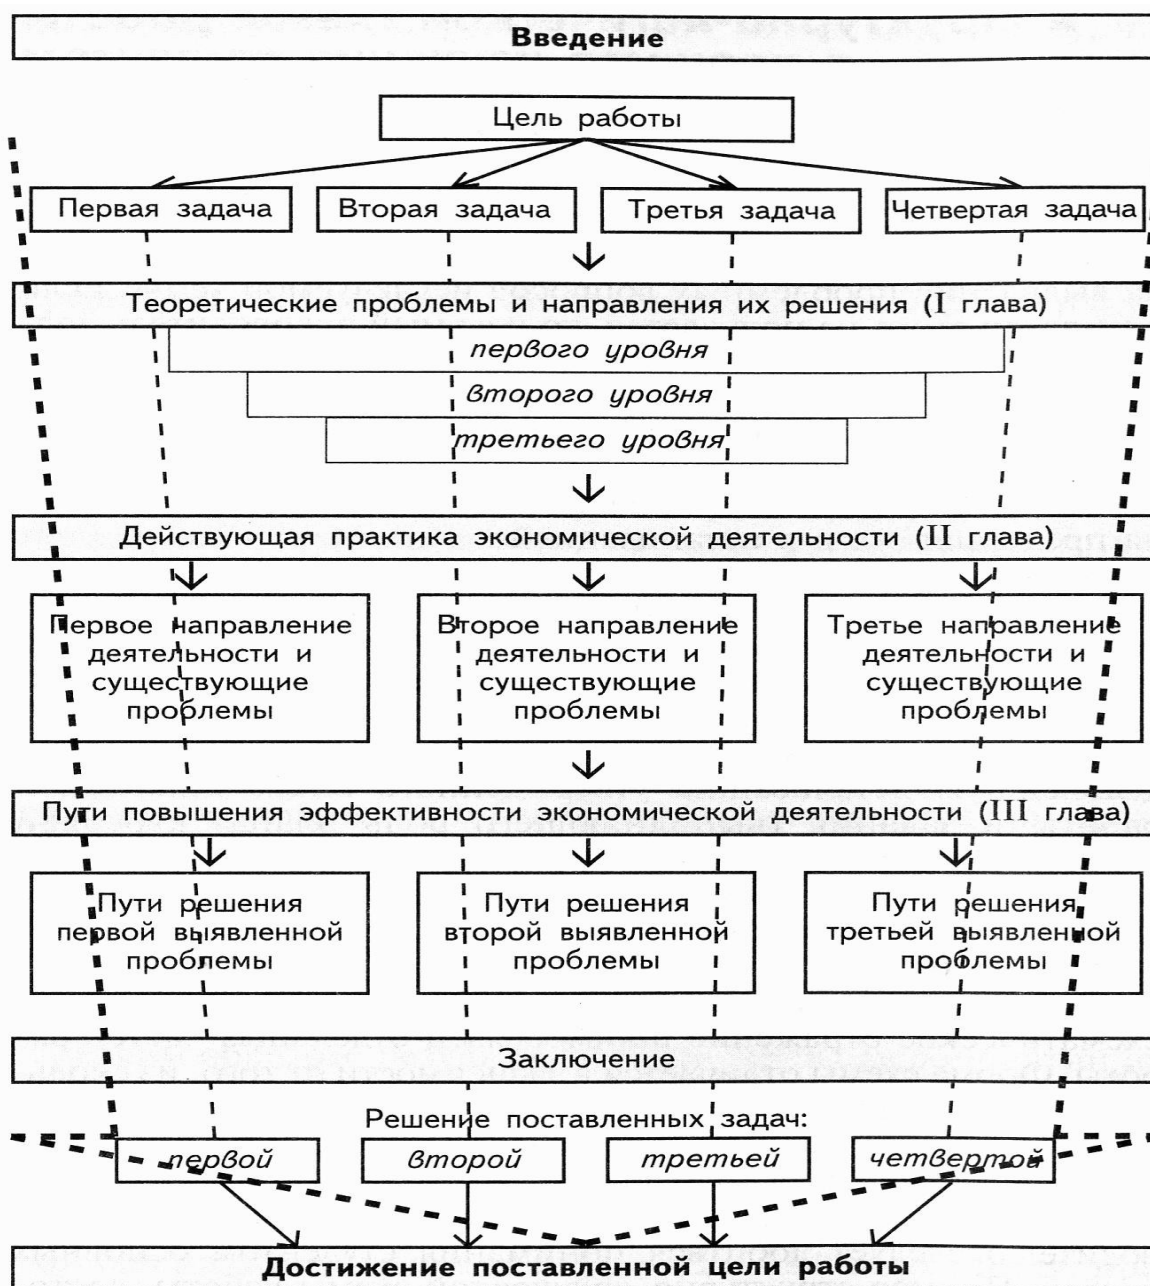 Введение
Цель работы
Первая задача
Вторая задача
Третья задача
Четвертая задача
Теоретические проблемы и направления их решения (I глава)
первого уровня
второго уровня
третьего уровня
Действующая практика экономической деятельности (II глава)
Первое направление
деятельности и
существующие
проблемы
Второе направление
деятельности и
существующие
проблемы
Третье направление
деятельности и
существующие
проблемы
Пути повышения эффективности экономической деятельности (III глава)
Пути решения
первой выявленной
проблемы
Пути решения
второй выявленной
проблемы
Пути решения
третьей выявленной
проблемы
Заключение
Решение поставленных задач:
первой
второй
третьей
четвертой
Достижение поставленной цели работы